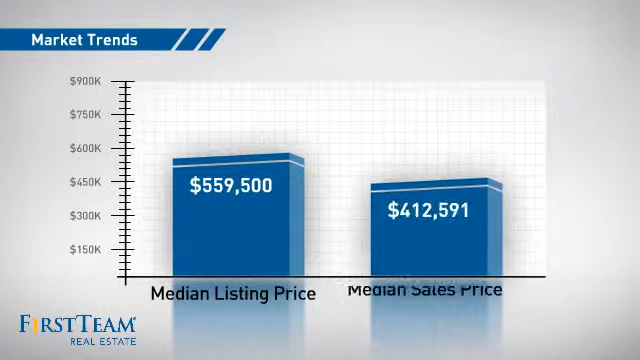 Market Trends
$900K
$750K
$600K
$450K
$300K
$150K
$559,500
$412,591
Median Listing Price
Median Sales Price
FIRSTTEAM®
REAL ESTATE